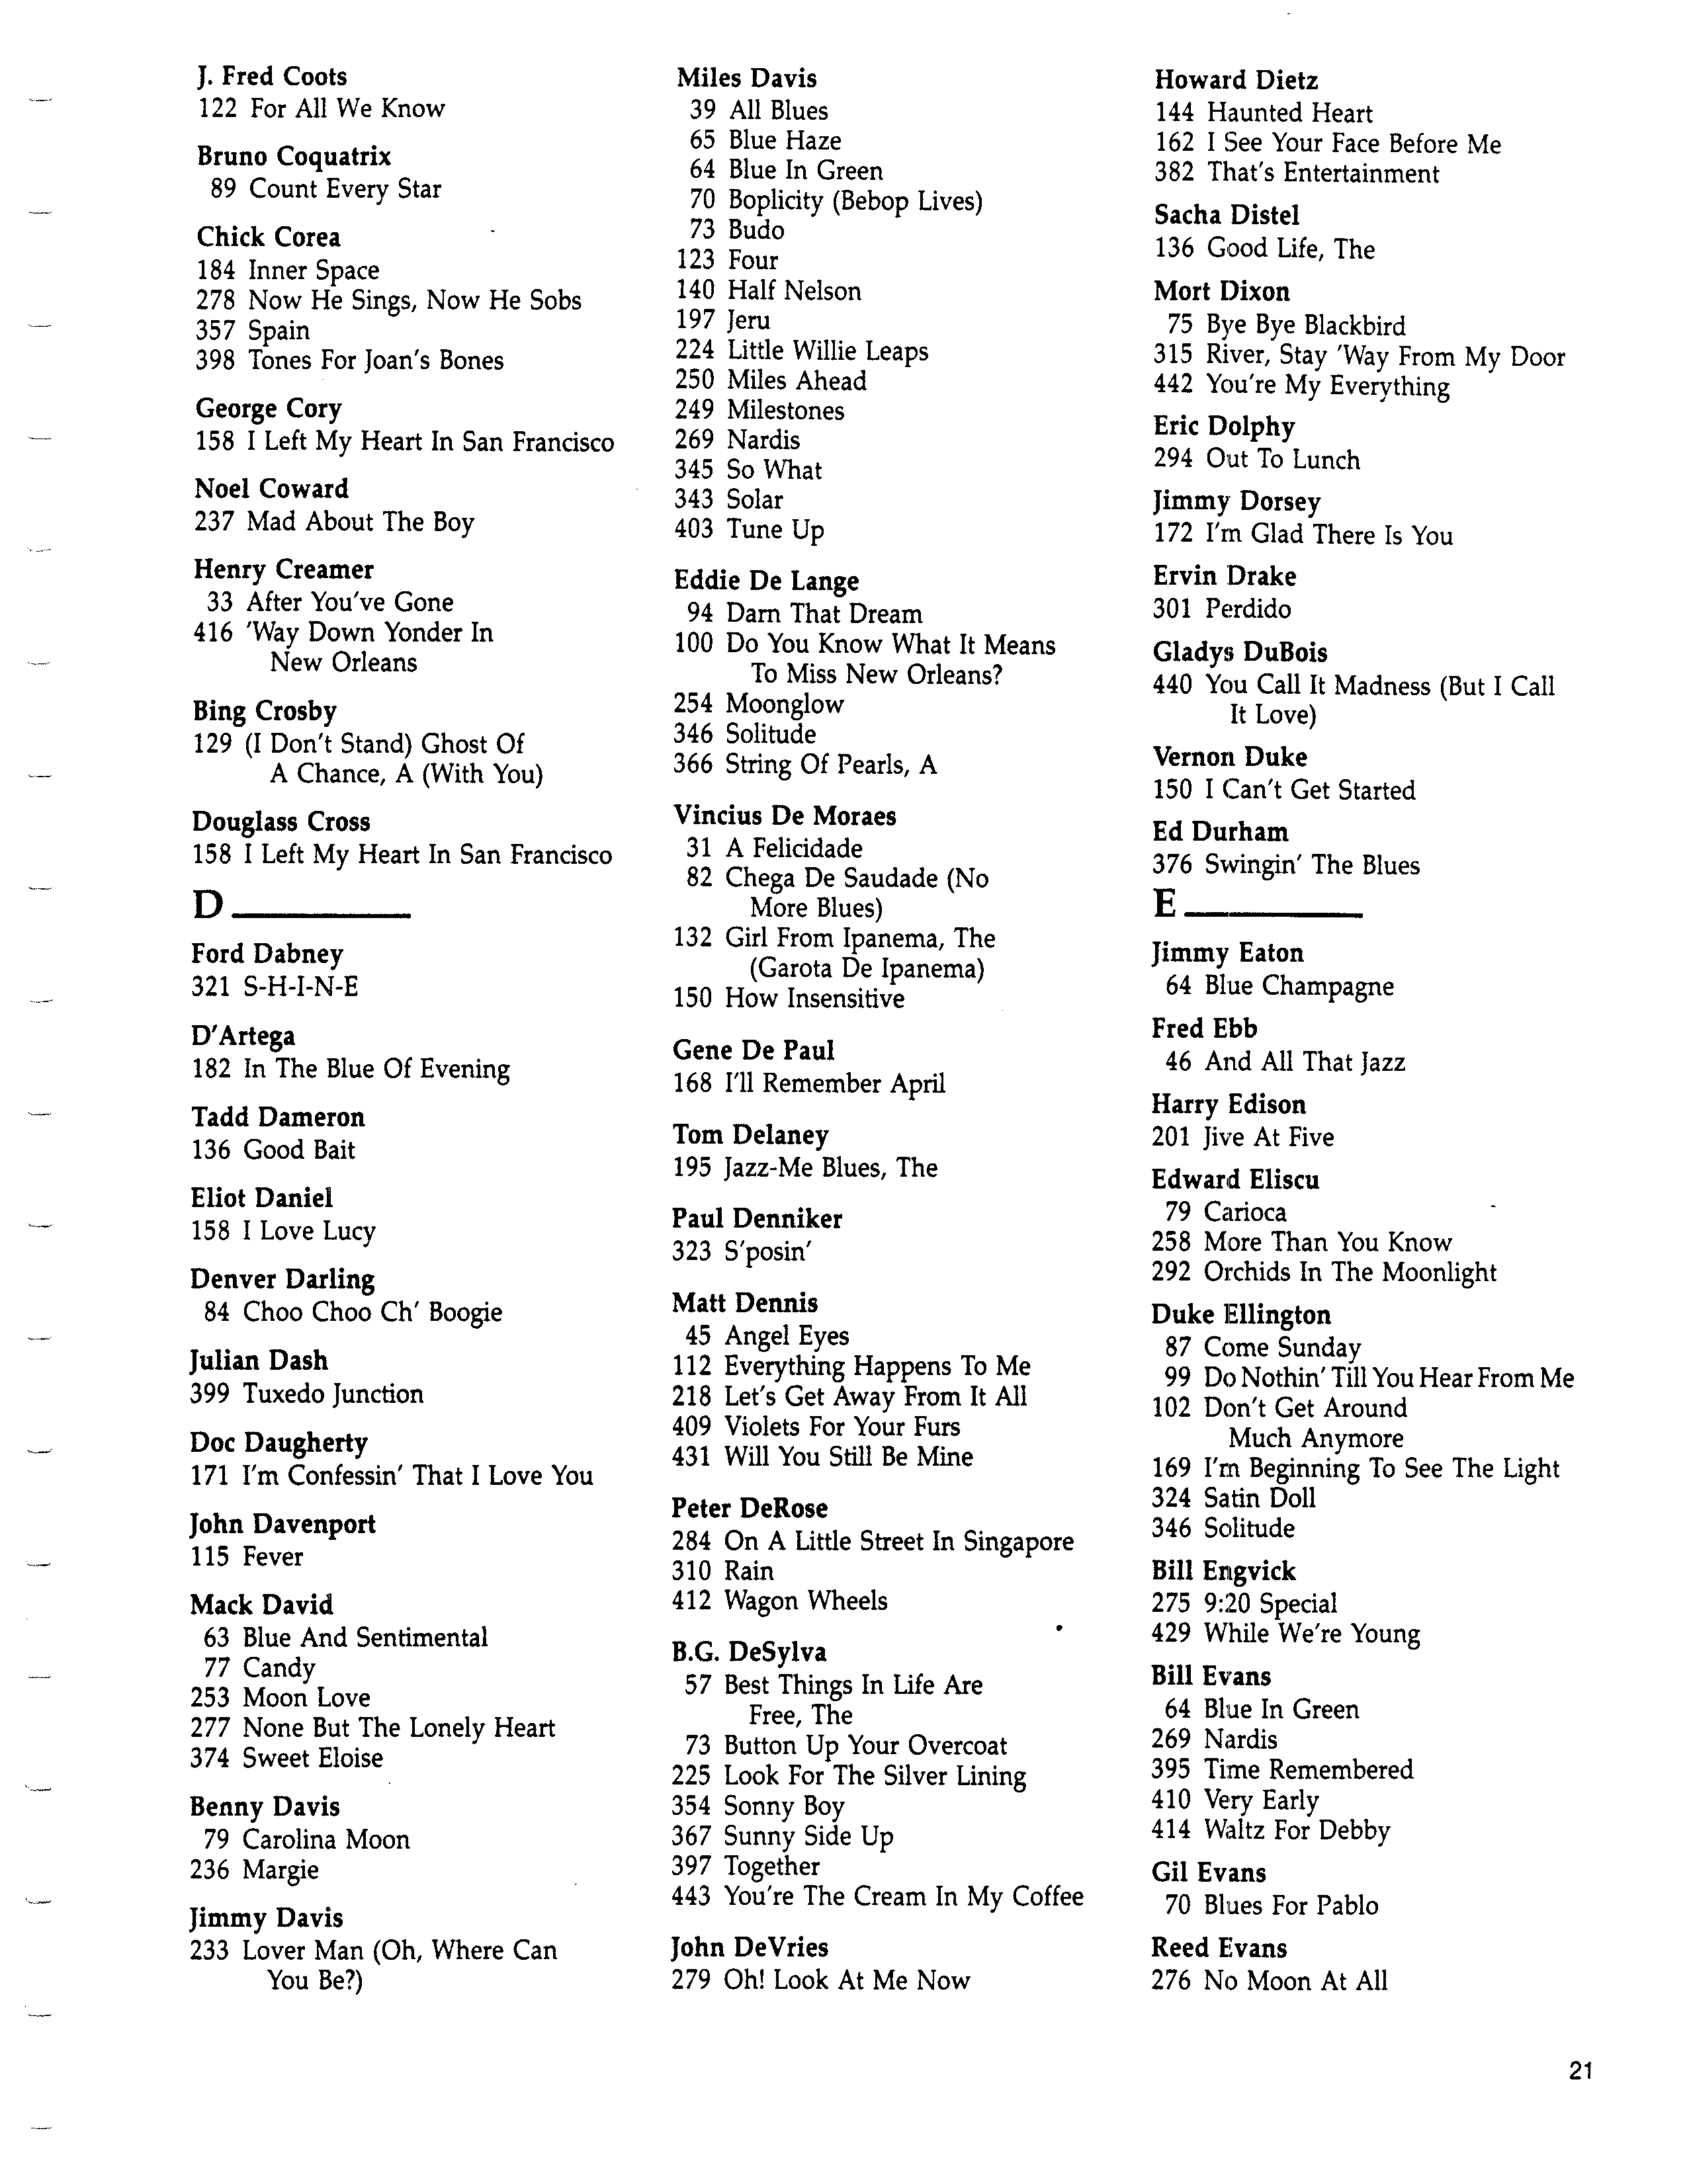 J. Fred Coots
122 For All We Know
Bruno Coquatrix
89 Count Every Star
Chick Corea
184 Inner Space
278 Now He Sings, Now He Sobs
357 Spain
398 Tones For Joan's Bones
George Cory
158 I Left My Heart In San Francisco
Noel Coward
237 Mad About The Boy
Henry Creamer
33 After You've Gone
416 'Way Down Yonder In
New Orleans
Bing Crosby
129 (I Don't Stand) Ghost Of
A Chance, A (With You)
Douglass Cross
158 I Left My Heart In San Francisco
D
Ford Dabney
321 S-H-I-N-E
D'Artega
182 In The Blue Of Evening
Tadd Dameron
136 Good Bait
Eliot Daniel
158 I Love Lucy
Denver Darling
84 Choo Choo Ch' Boogie
Julian Dash
399 Tuxedo Junction
Doc Daugherty
171 I'm Confessin' That I Love You
John Davenport
115 Fever
Mack David
63 Blue And Sentimental
77 Candy
253 Moon Love
277 None But The Lonely Heart
374 Sweet Eloise
Benny Davis
79 Carolina Moon
236 Margie
Jimmy Davis
233 Lover Man (Oh, Where Can
You Be?)
Miles Davis
39 All Blues
65 Blue Haze
64 Blue In Green
70 Boplicity (Bebop Lives)
73 Budo
123 Four
140 Half Nelson
197 Jeru
224 Little Willie Leaps
250 Miles Ahead
249 Milestones
269 Nardis
345 So What
343 Solar
403 Tune Up
Eddie De Lange
94 Darn That Dream
100 Do You Know What It Means
To Miss New Orleans?
254 Moonglow
346 Solitude
366 String Of Pearls, A
Vincius De Moraes
31 A Felicidade
82 Chega De Saudade (No
More Blues)
132 Girl From Ipanema, The
(Garota De Ipanema)
150 How Insensitive
Gene De Paul
168 I'll Remember April
Tom Delaney
195 Jazz-Me Blues, The
Paul Denniker
323 S'posin'
Matt Dennis
45 Angel Eyes
112 Everything Happens To Me
218 Let's Get Away From It All
409 Violets For Your Furs
431 Will You Still Be Mine
Peter DeRose
284 On A Little Street In Singapore
310 Rain
412 Wagon Wheels
B.G. DeSylva
57 Best Things In Life Are
Free, The
73 Button Up Your Overcoat
225 Look For The Silver Lining
354 Sonny Boy
367 Sunny Side Up
397 Together
443 You're The Cream In My Coffee
John DeVries
279 Oh! Look At Me Now
Howard Dietz
144 Haunted Heart
162 I See Your Face Before Me
382 That's Entertainment
Sacha Distel
136 Good Life, The
Mort Dixon
75 Bye Bye Blackbird
315 River, Stay 'Way From My Door
442 You're My Everything
Eric Dolphy
294 Out To Lunch
Jimmy Dorsey
172 I'm Glad There Is You
Ervin Drake
301 Perdido
Gladys DuBois
440 You Call It Madness (But I Call
It Love)
Vernon Duke
150 I Can't Get Started
Ed Durham
376 Swingin' The Blues
E
Jimmy Eaton
64 Blue Champagne
Fred Ebb
46 And All That Jazz
Harry Edison
201 Jive At Five
Edward Eliscu
79 Carioca
258 More Than You Know
292 Orchids In The Moonlight
Duke Ellington
87 Come Sunday
99 Do Nothin' Till You Hear From Me
102 Don't Get Around
Much Anymore
169 I'm Beginning To See The Light
324 Satin Doll
346 Solitude
Bill Engvick
275 9:20 Special
429 While We're Young
Bill Evans
64 Blue In Green
269 Nardis
395 Time Remembered
410 Very Early
414 Waltz For Debby
Gil Evans
70 Blues For Pablo
Reed Evans
276 No Moon At All
21